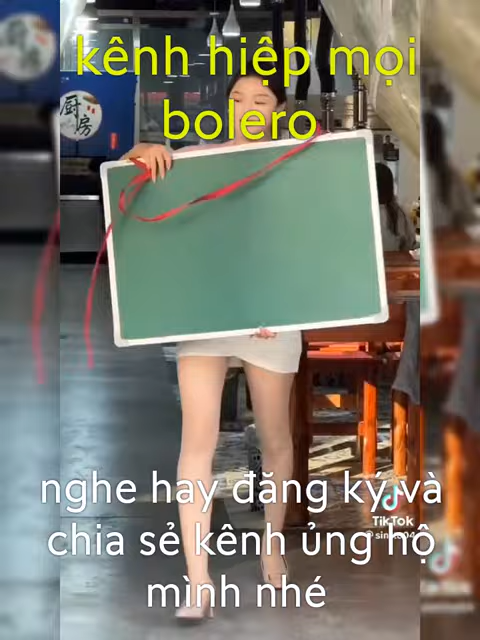 kênh hiệp mọi
bolero
厨
房
nghe hay đăng ký và
chia sẻ kênh ủng hộ
mình nhé
TikTok